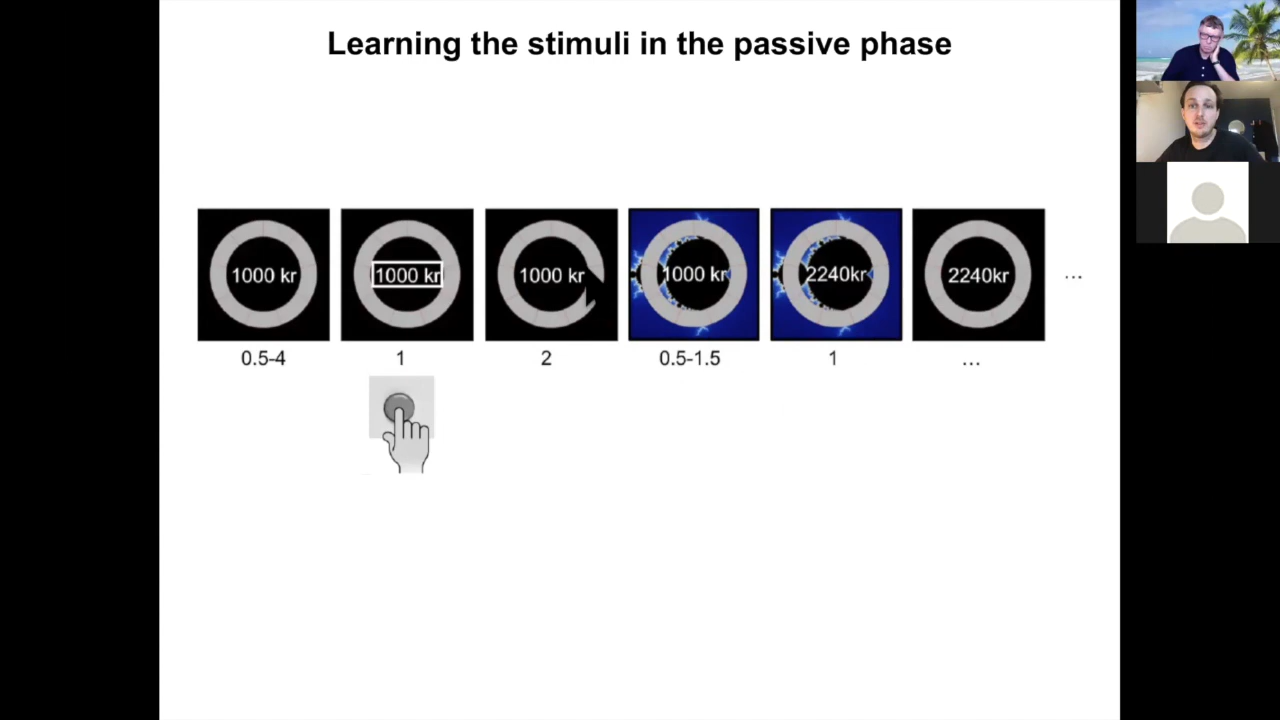 Learning the stimuli in the passive phase
1000 kr
1000 kr
1000 kr
1000 kr
2240kr
2240kr
...
0.5-4
1
2
0.5-1.5
1
...